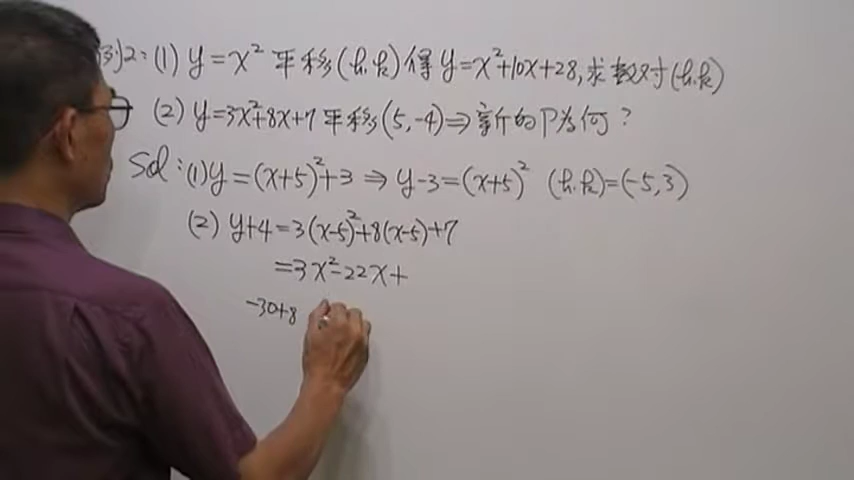 例2:(1) y=x² 平移(h.k)得 y=x²+10x+28,求數对(h.k)
(2) y=3x²+8x+7 平移(5,-4)⇒新的P为何?
Sol:(1) y=(x+5)²+3 ⇒ y-3=(x+5)² (h.k)=(-5,3)
(2) y+4=3(x-5)²+8(x-5)+7
=3x²-22x+
-30+8